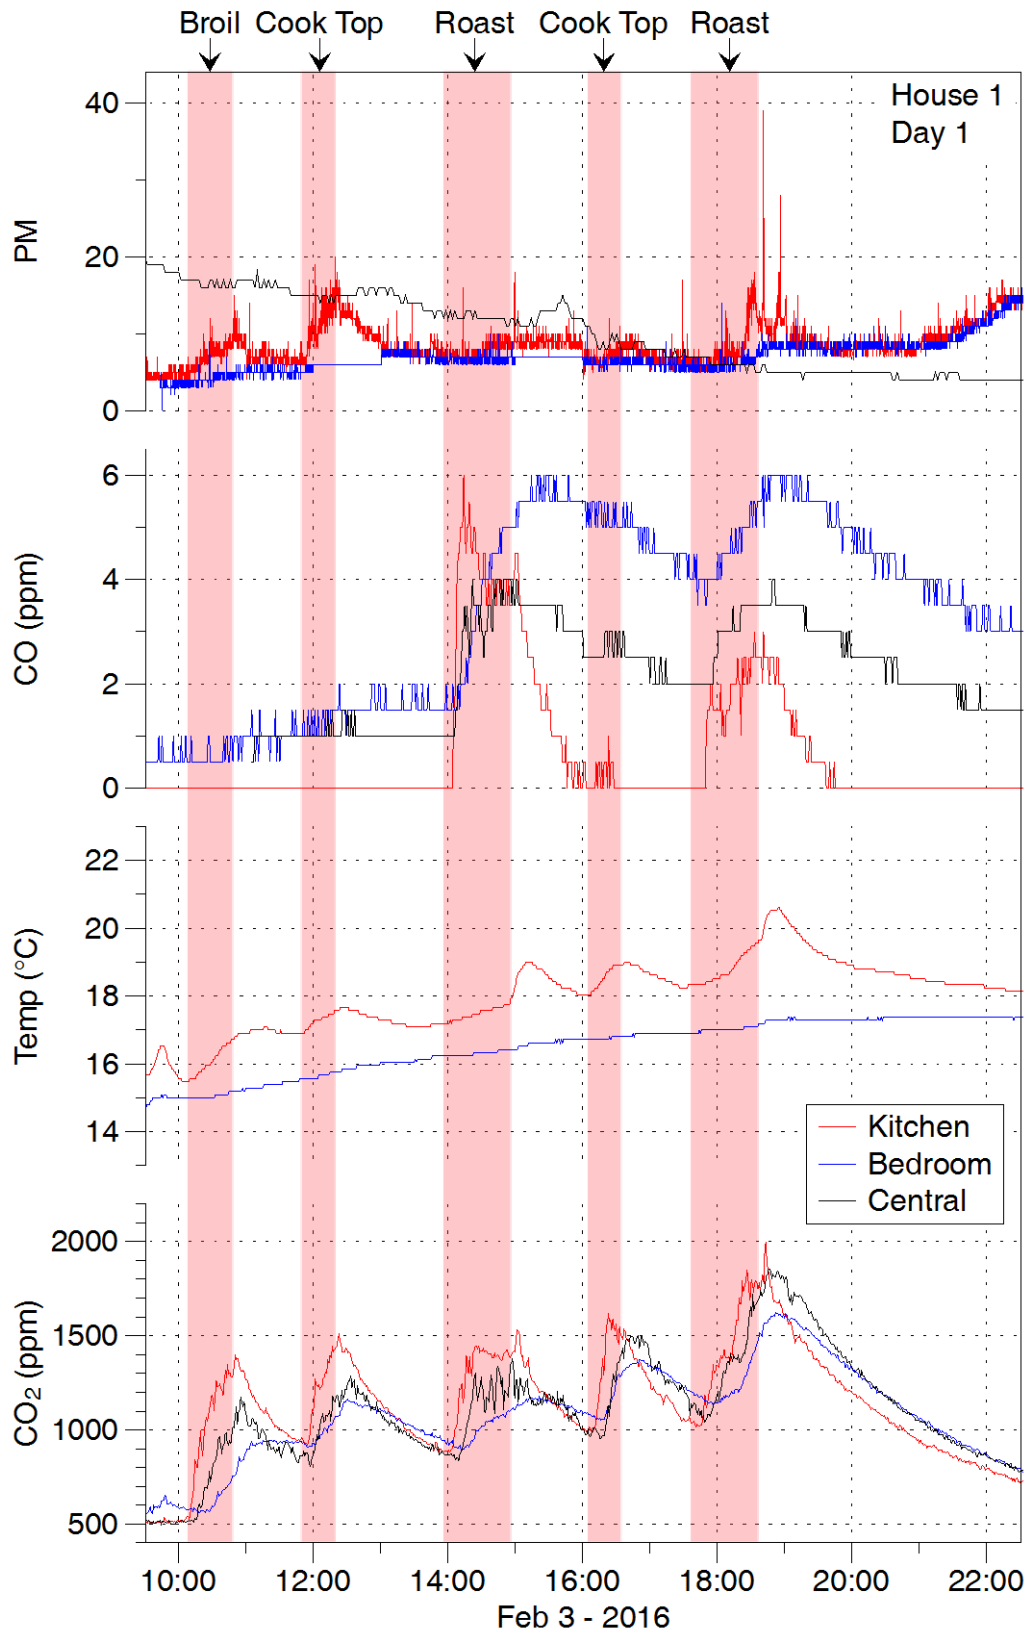 Broil Cook Top Roast Cook Top Roast
House 1
Day 1
40
20
0
PM
6
4
2
0
CO (ppm)
22
20
18
16
14
Temp (°C)
Kitchen
Bedroom
Central
2000
1500
1000
500
CO₂ (ppm)
10:00 12:00 14:00 16:00 18:00 20:00 22:00
Feb 3 - 2016